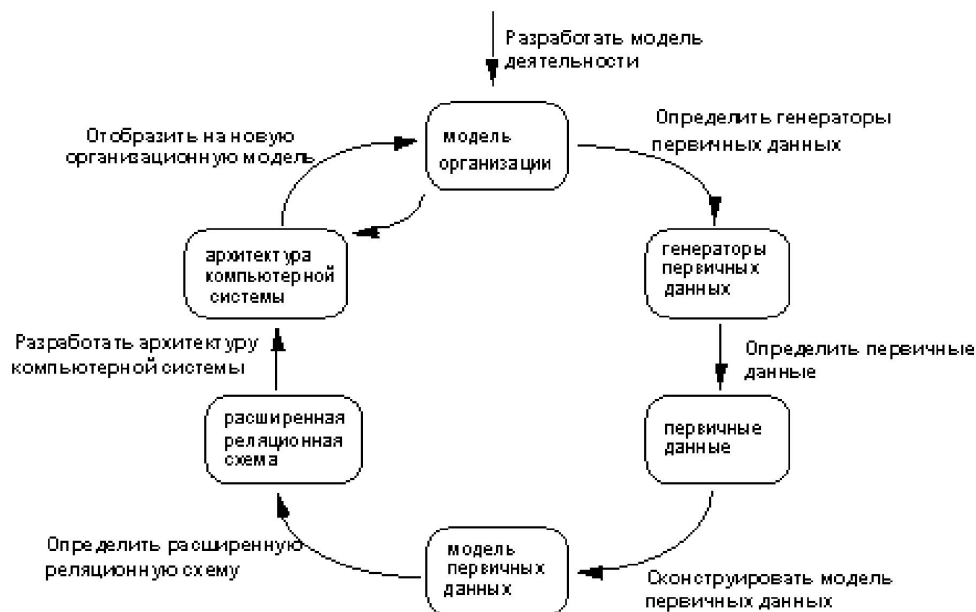 Разработать модель
деятельности
Отобразить на новую
организационную модель
модель
организации
Определить генераторы
первичных данных
архитектура
компьютерной
системы
генераторы
первичных
данных
Разработать архитектуру
компьютерной системы
Определить первичные
данные
расширенная
реляционная
схема
первичные
данные
Определить расширенную
реляционную схему
модель
первичных
данных
Сконструировать модель
первичных данных